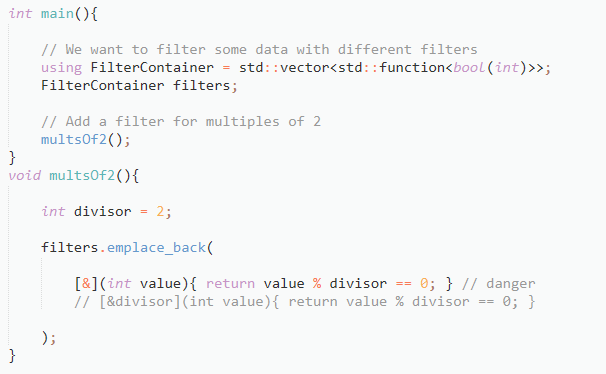 int main(){
// We want to filter some data with different filters
using FilterContainer = std::vector<std::function<bool(int)>>;
FilterContainer filters;
// Add a filter for multiples of 2
multsOf2();
}
void multsOf2(){
int divisor = 2;
filters.emplace_back(
[&](int value){ return value % divisor == 0; } // danger
// [&divisor](int value){ return value % divisor == 0; }
);
}